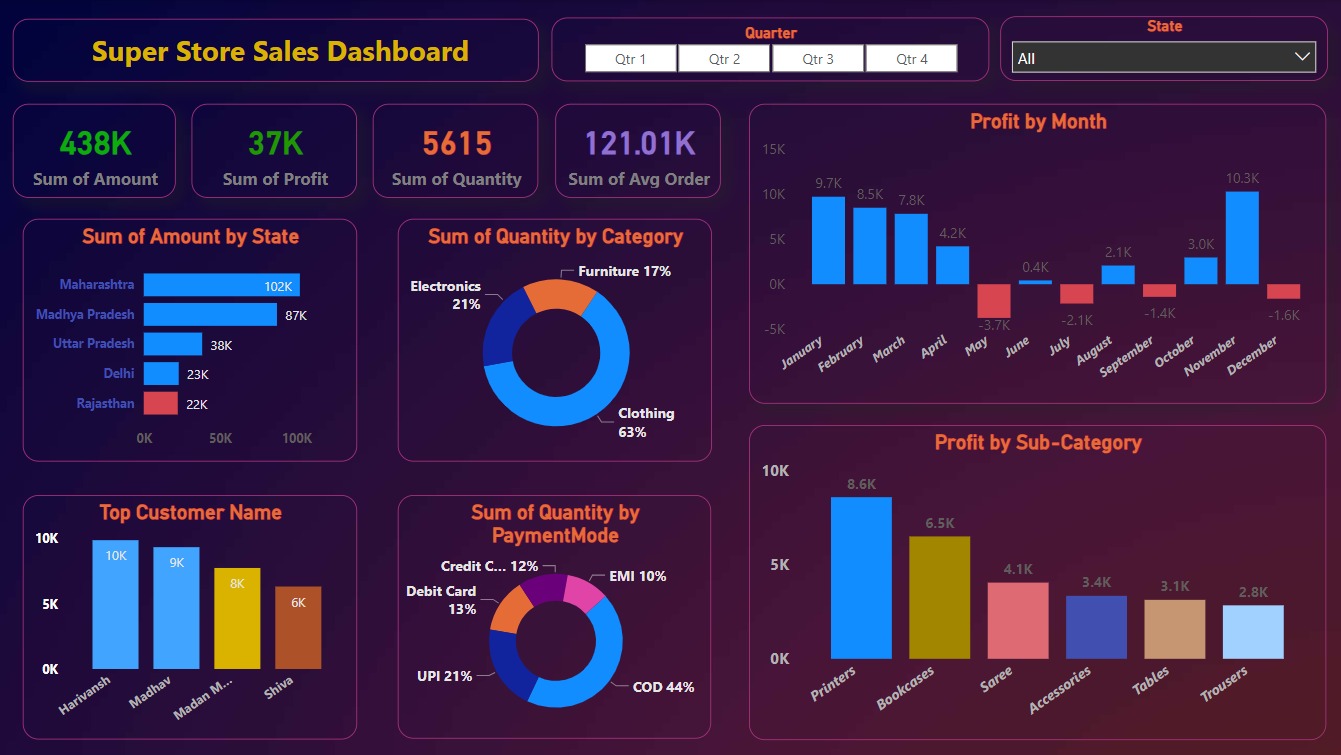 Super Store Sales Dashboard
Quarter
Qtr 1 Qtr 2 Qtr 3 Qtr 4
State
All
438K
Sum of Amount
37K
Sum of Profit
5615
Sum of Quantity
121.01K
Sum of Avg Order
Profit by Month
15K
10K
5K
0K
-5K
9.7K
8.5K
7.8K
4.2K
-3.7K
0.4K
-2.1K
2.1K
-1.4K
3.0K
10.3K
-1.6K
January
February
March
April
May
June
July
August
September
October
November
December
Sum of Amount by State
Maharashtra 102K
Madhya Pradesh 87K
Uttar Pradesh 38K
Delhi 23K
Rajasthan 22K
0K 50K 100K
Sum of Quantity by Category
Furniture 17%
Electronics
21%
Clothing
63%
Profit by Sub-Category
10K
5K
0K
8.6K
6.5K
4.1K
3.4K
3.1K
2.8K
Printers
Bookcases
Saree
Accessories
Tables
Trousers
Top Customer Name
10K
5K
0K
10K
9K
8K
6K
Harivansh
Madhav
Madan M...
Shiva
Sum of Quantity by
PaymentMode
Credit C... 12%
EMI 10%
Debit Card
13%
UPI 21%
COD 44%